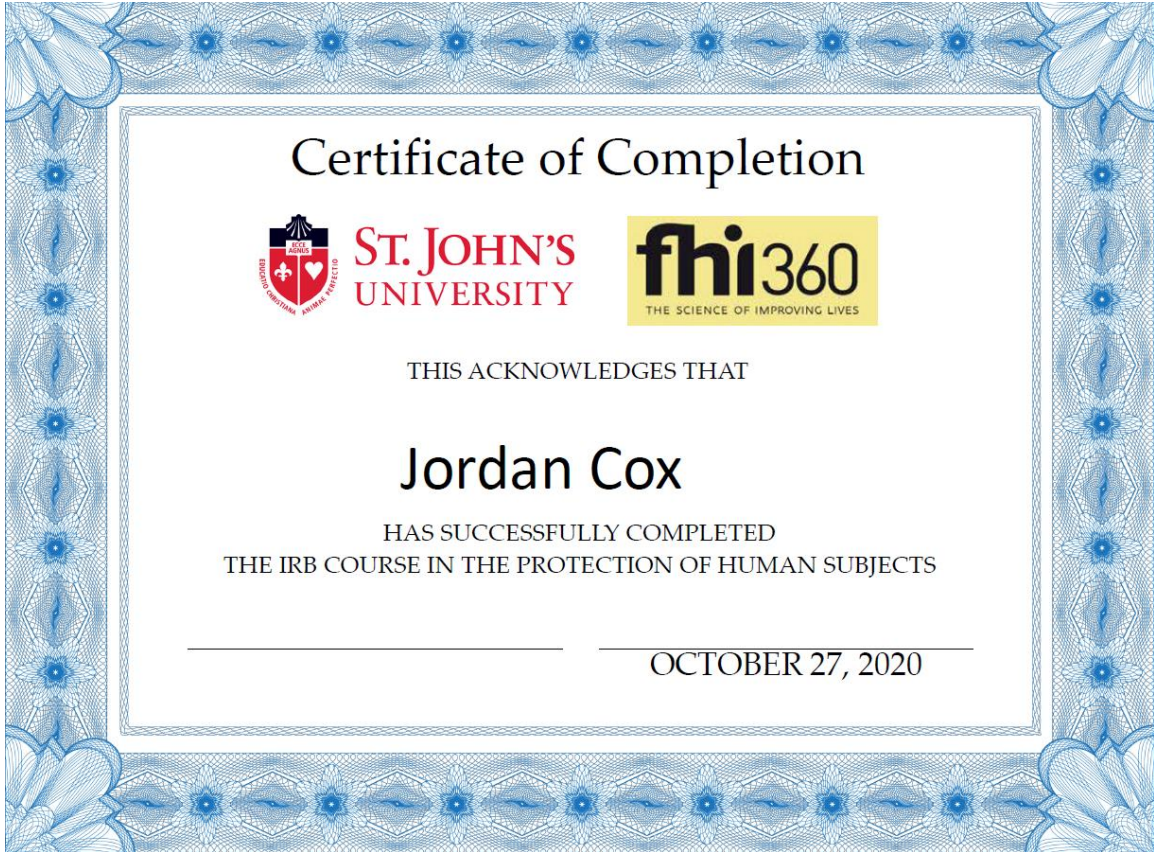 Certificate of Completion
ECCE
AGNUS
EDUCATIO CHRISTIANA ANIMAE PERFECTIO
ST. JOHN'S
UNIVERSITY
fhi360
THE SCIENCE OF IMPROVING LIVES
THIS ACKNOWLEDGES THAT
Jordan Cox
HAS SUCCESSFULLY COMPLETED
THE IRB COURSE IN THE PROTECTION OF HUMAN SUBJECTS
OCTOBER 27, 2020